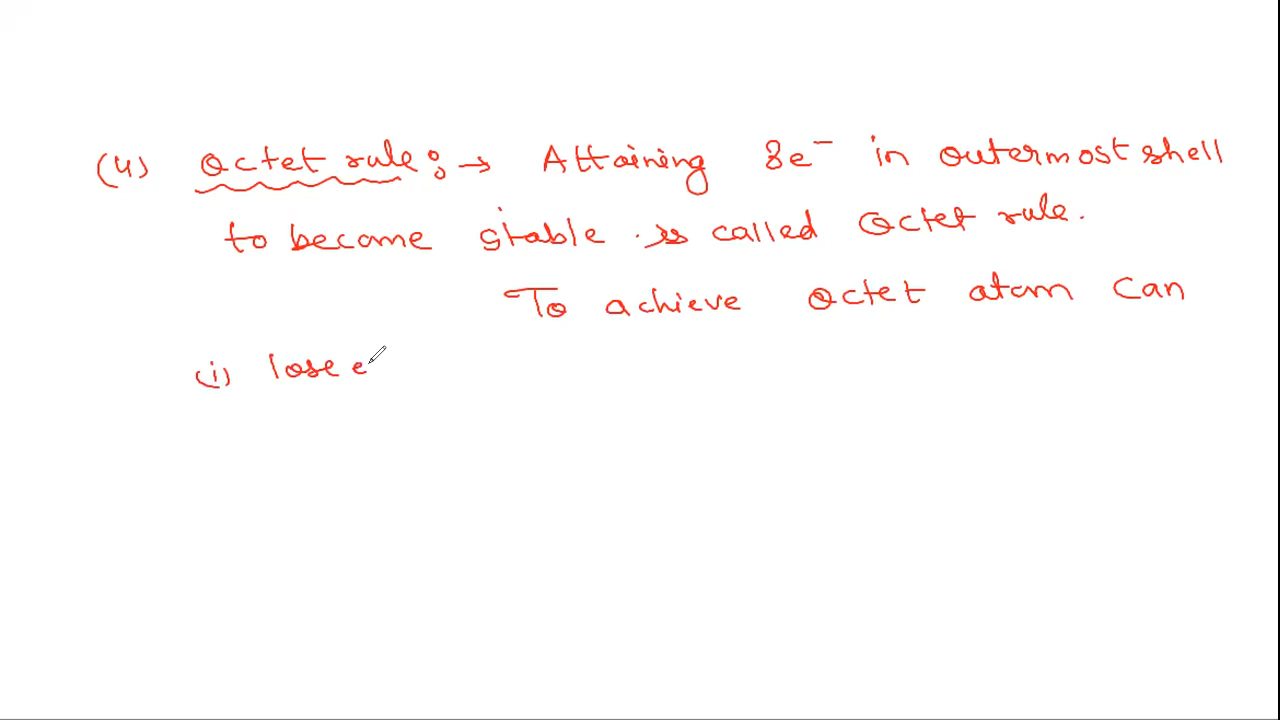 (4) Octet rule :→ Attaining 8e⁻ in outermost shell
to become stable is called Octet rule.
To achieve Octet atom can
(i) lose e